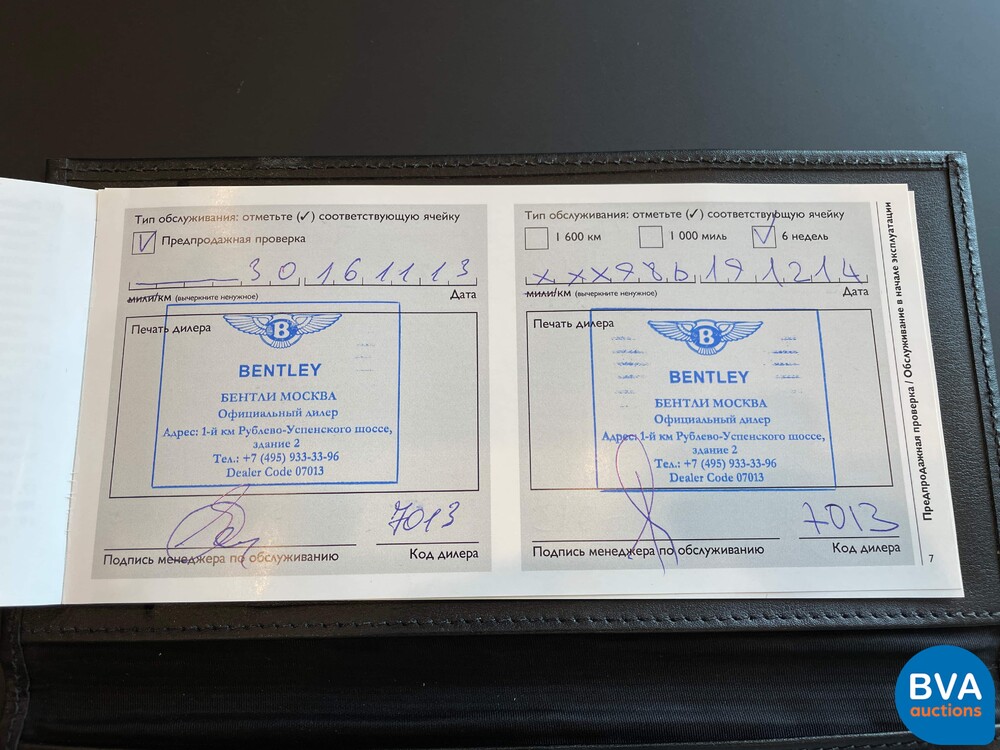 Тип обслуживания: отметьте (✓) соответствующую ячейку
Предпродажная проверка
30 16.11.13
мили/км (вычеркните ненужное) Дата
Печать дилера
B
BENTLEY
БЕНТЛИ МОСКВА
Официальный дилер
Адрес: 1-й км Рублево-Успенского шоссе,
здание 2
Тел.: +7 (495) 933-33-96
Dealer Code 07013
7013
Подпись менеджера по обслуживанию Код дилера
Тип обслуживания: отметьте (✓) соответствующую ячейку
1 600 км 1 000 миль 6 недель
мили/км (вычеркните ненужное) Дата
Печать дилера
B
BENTLEY
БЕНТЛИ МОСКВА
Официальный дилер
Адрес: 1-й км Рублево-Успенского шоссе,
здание 2
Тел.: +7 (495) 933-33-96
Dealer Code 07013
7013
Подпись менеджера по обслуживанию Код дилера
Предпродажная проверка / Обслуживание в начале эксплуатации
7
BVA
auctions